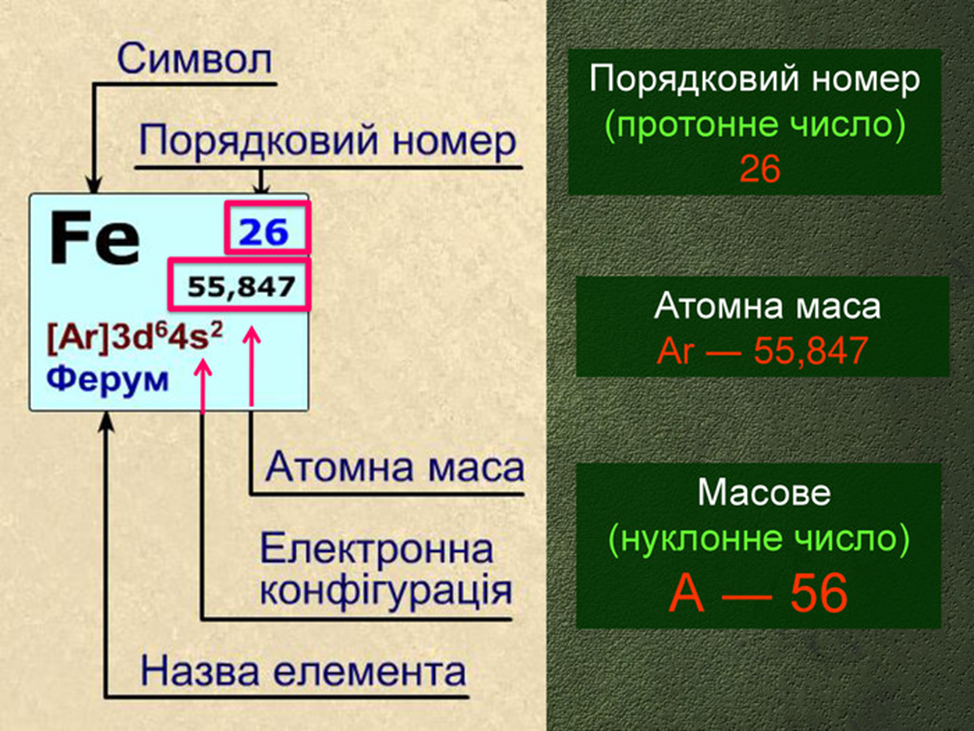 Символ
Порядковий номер
Fe
26
55,847
[Ar]3d⁶4s²
Ферум
Атомна маса
Електронна
конфігурація
Назва елемента
Порядковий номер
(протонне число)
26
Атомна маса
Ar — 55,847
Масове
(нуклонне число)
А — 56